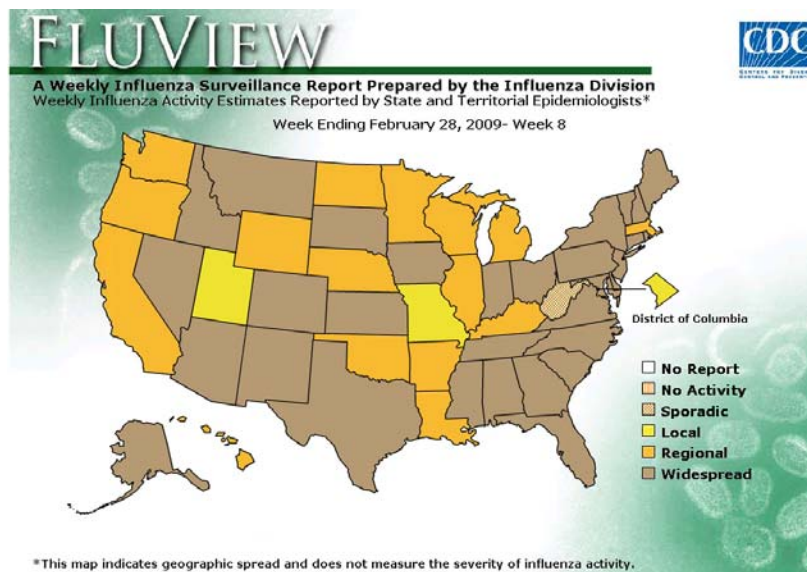 FLUVIEW
CDC
A Weekly Influenza Surveillance Report Prepared by the Influenza Division
Weekly Influenza Activity Estimates Reported by State and Territorial Epidemiologists*
Week Ending February 28, 2009- Week 8
District of Columbia
No Report
No Activity
Sporadic
Local
Regional
Widespread
*This map indicates geographic spread and does not measure the severity of influenza activity.